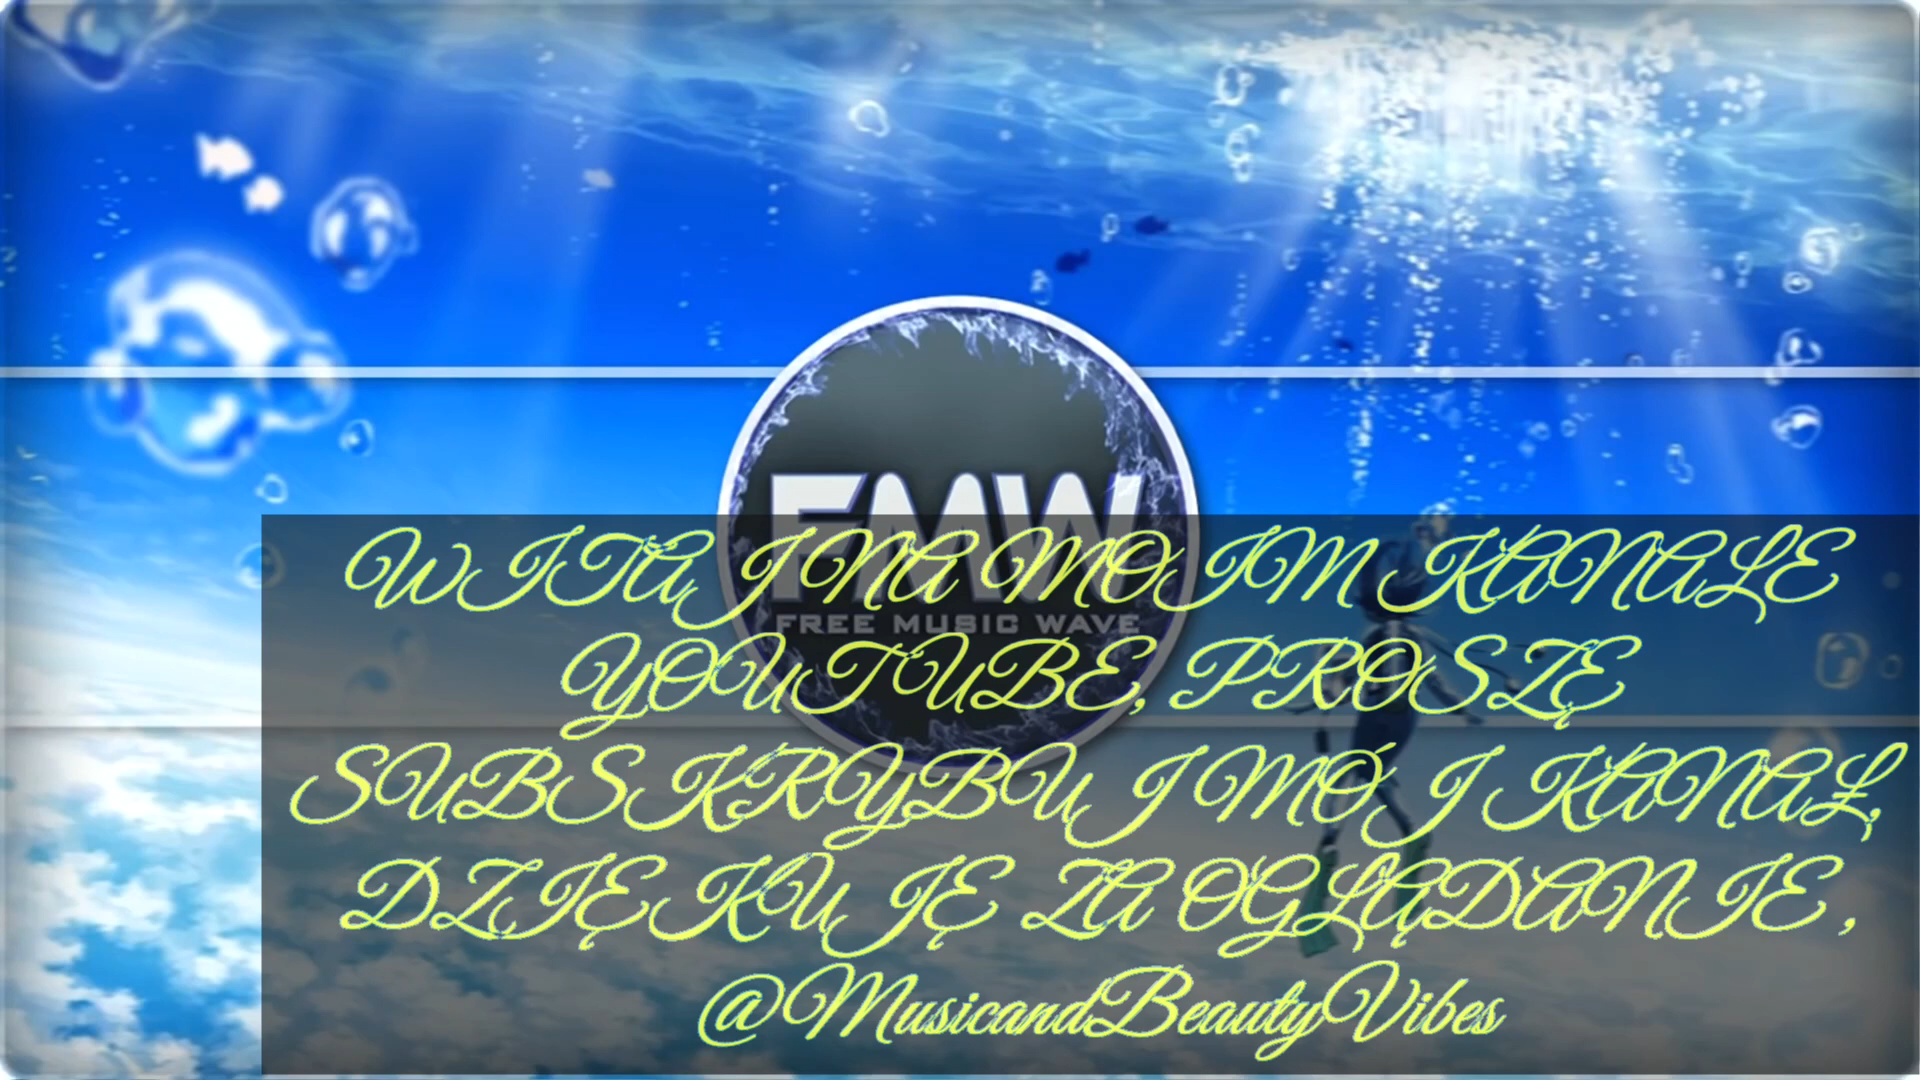 FMW
FREE MUSIC WAVE
WITAJ NA MOIM KANALE
YOUTUBE, PROSZĘ
SUBSKRYBUJ MÓJ KANAŁ,
DZIĘKUJĘ ZA OGLĄDANIE ,
@MusicandBeautyVibes